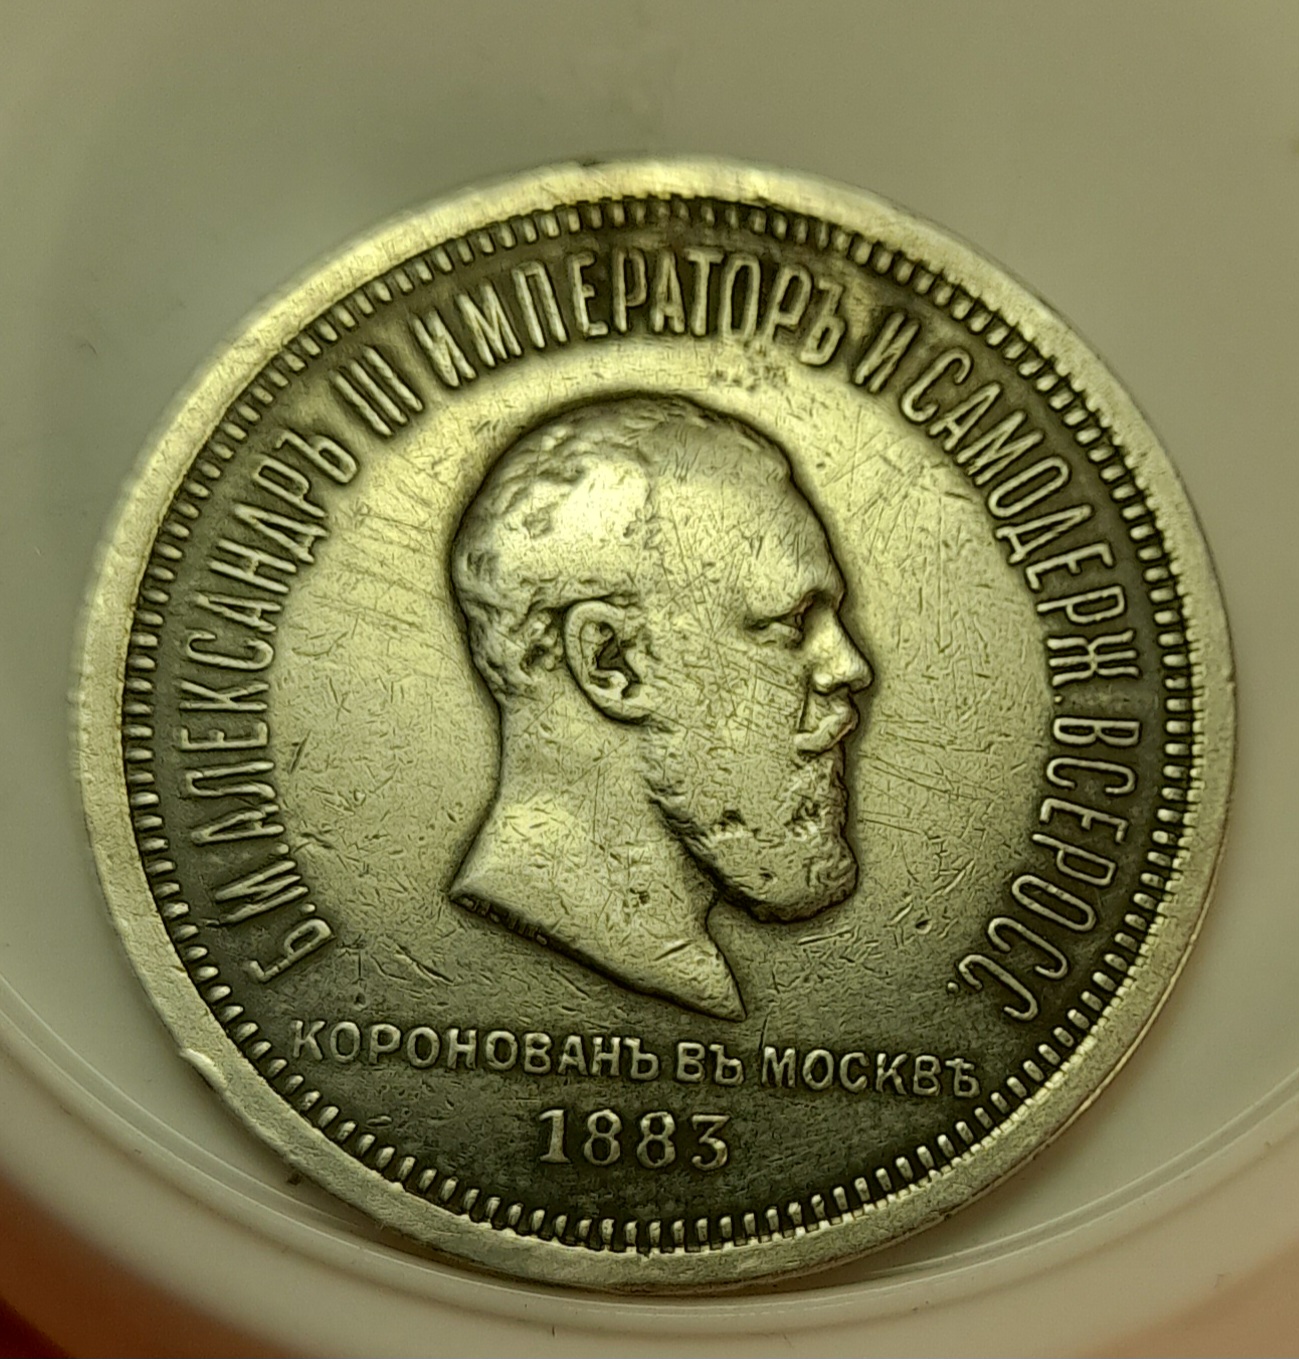 Б. М. АЛЕКСАНДРЪ III ИМПЕРАТОРЪ И САМОДЕРЖ. ВСЕРОСС.
КОРОНОВАНЪ ВЪ МОСКВѢ
1883